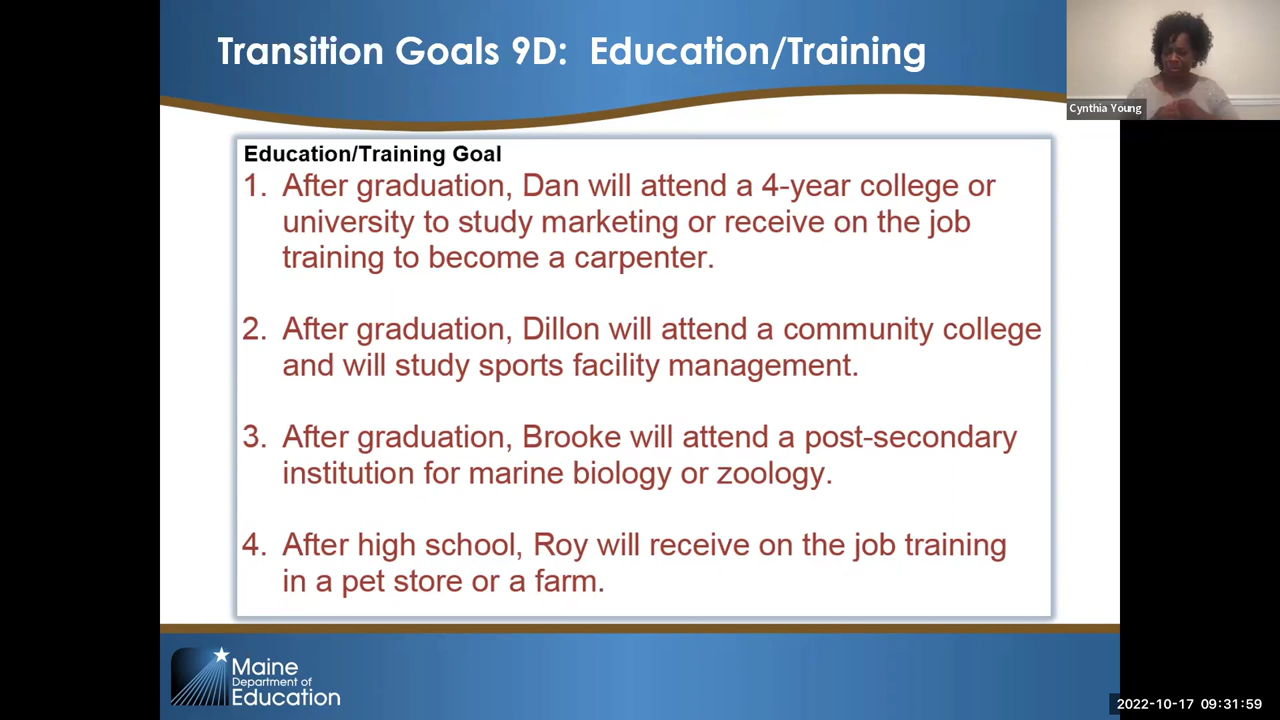 Transition Goals 9D: Education/Training
Cynthia Young
Education/Training Goal
1. After graduation, Dan will attend a 4-year college or
university to study marketing or receive on the job
training to become a carpenter.
2. After graduation, Dillon will attend a community college
and will study sports facility management.
3. After graduation, Brooke will attend a post-secondary
institution for marine biology or zoology.
4. After high school, Roy will receive on the job training
in a pet store or a farm.
Maine
Department of
Education
2022-10-17 09:31:59